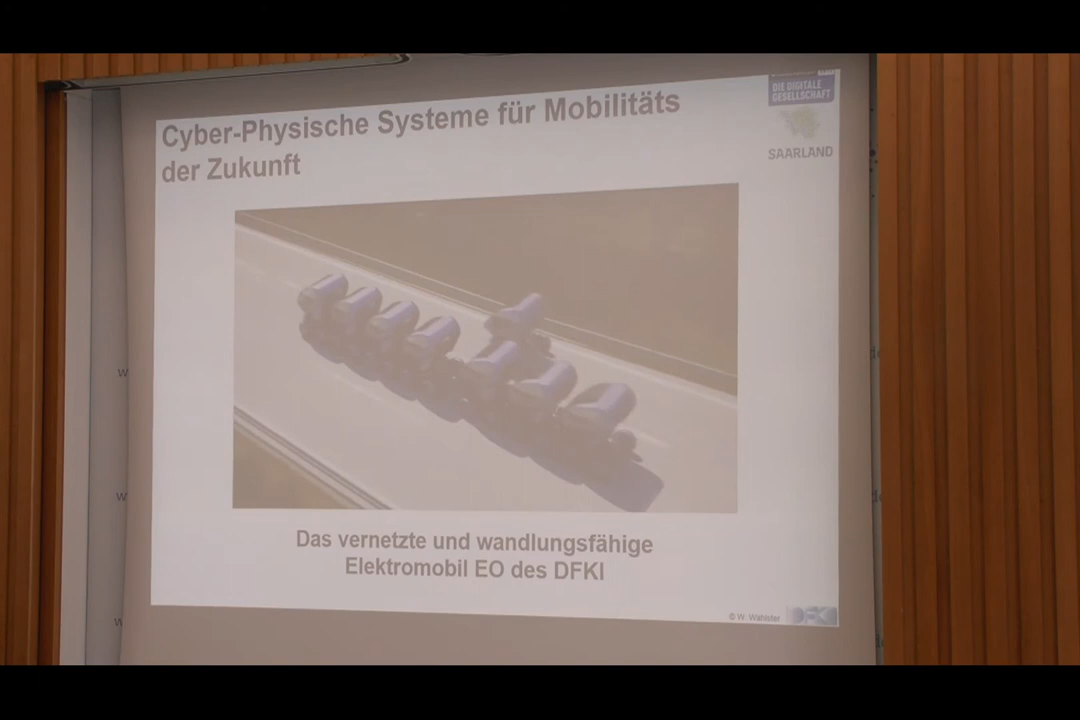 Cyber-Physische Systeme für Mobilitäts
der Zukunft
DIE DIGITALE
GESELLSCHAFT
SAARLAND
Das vernetzte und wandlungsfähige
Elektromobil EO des DFKI
© W. Wahlster
DFKI
w
w
w